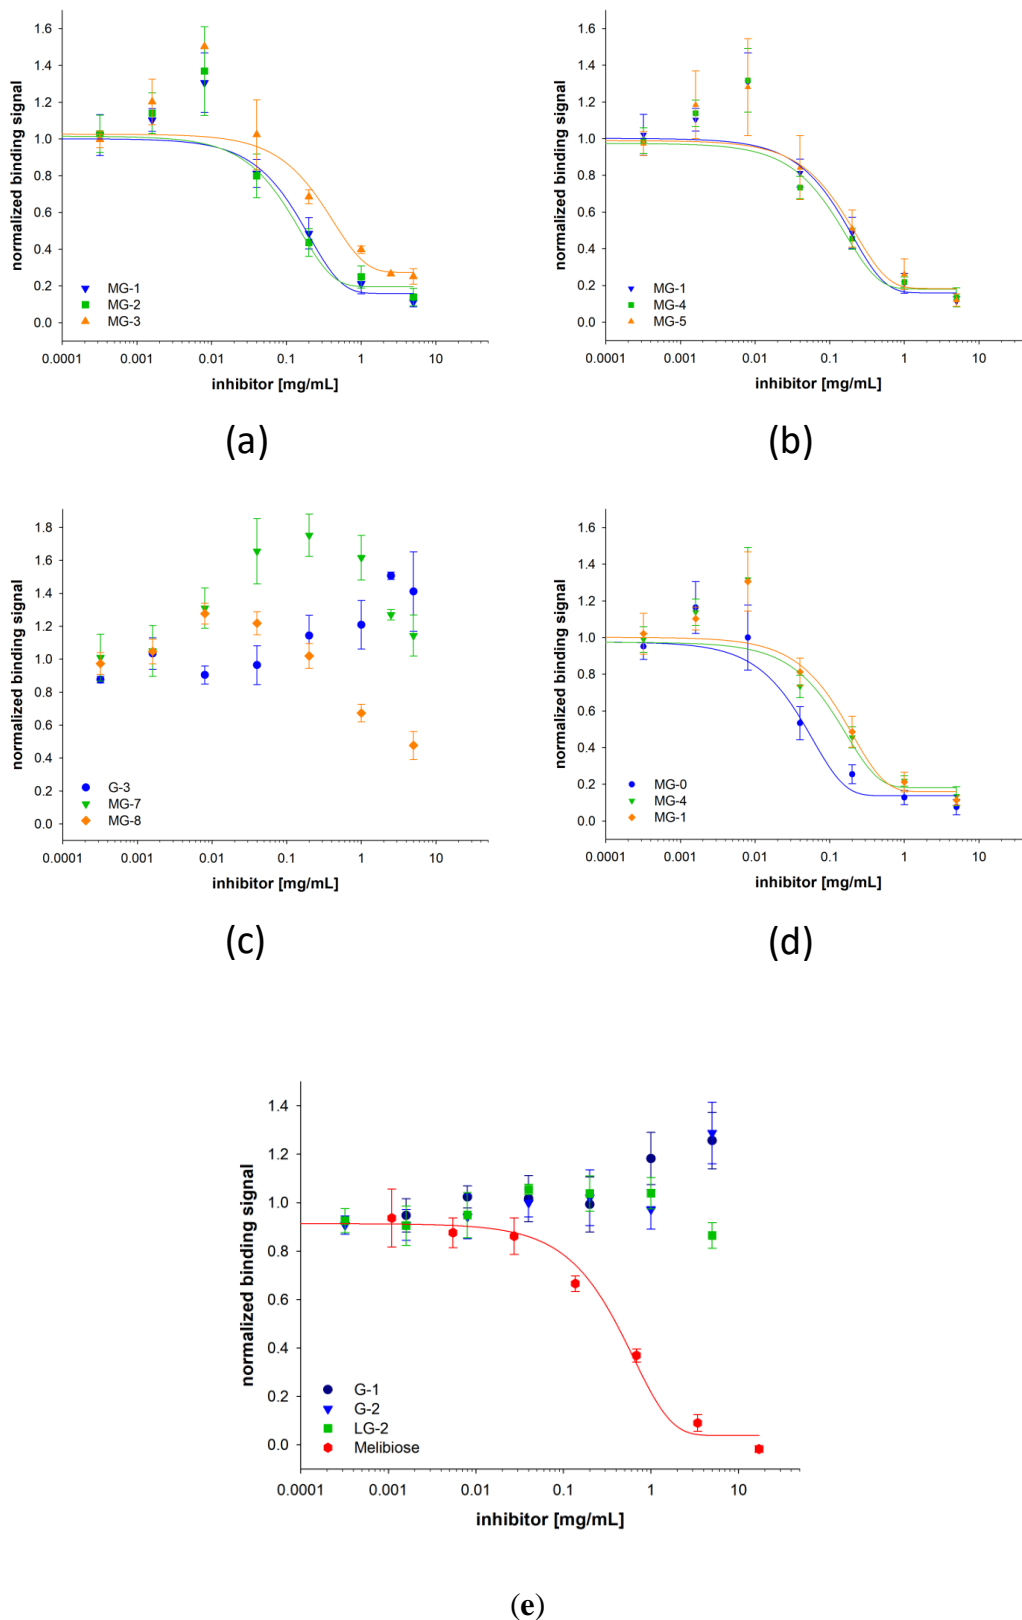 normalized binding signal
1.6
1.4
1.2
1.0
0.8
0.6
0.4
0.2
0.0
MG-1
MG-2
MG-3
0.0001 0.001 0.01 0.1 1 10
inhibitor [mg/mL]
(a)
normalized binding signal
1.6
1.4
1.2
1.0
0.8
0.6
0.4
0.2
0.0
MG-1
MG-4
MG-5
0.0001 0.001 0.01 0.1 1 10
inhibitor [mg/mL]
(b)
normalized binding signal
1.8
1.6
1.4
1.2
1.0
0.8
0.6
0.4
0.2
0.0
G-3
MG-7
MG-8
0.0001 0.001 0.01 0.1 1 10
inhibitor [mg/mL]
(c)
normalized binding signal
1.6
1.4
1.2
1.0
0.8
0.6
0.4
0.2
0.0
MG-0
MG-4
MG-1
0.0001 0.001 0.01 0.1 1 10
inhibitor [mg/mL]
(d)
normalized binding signal
1.4
1.2
1.0
0.8
0.6
0.4
0.2
0.0
G-1
G-2
LG-2
Melibiose
0.0001 0.001 0.01 0.1 1 10
inhibitor [mg/mL]
(e)